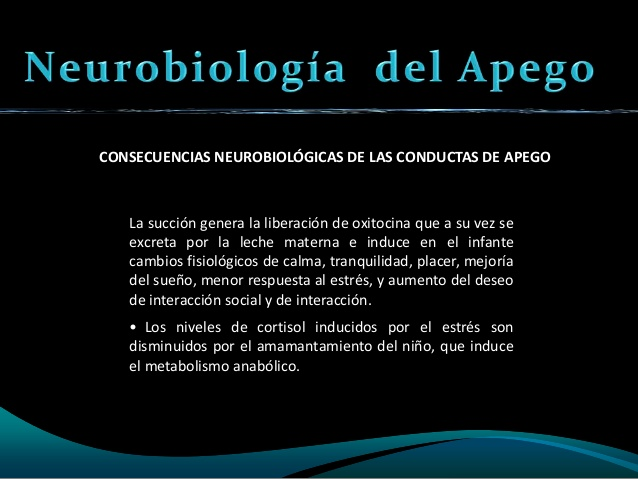 Neurobiología del Apego
CONSECUENCIAS NEUROBIOLÓGICAS DE LAS CONDUCTAS DE APEGO
La succión genera la liberación de oxitocina que a su vez se
excreta por la leche materna e induce en el infante
cambios fisiológicos de calma, tranquilidad, placer, mejoría
del sueño, menor respuesta al estrés, y aumento del deseo
de interacción social y de interacción.
• Los niveles de cortisol inducidos por el estrés son
disminuidos por el amamantamiento del niño, que induce
el metabolismo anabólico.